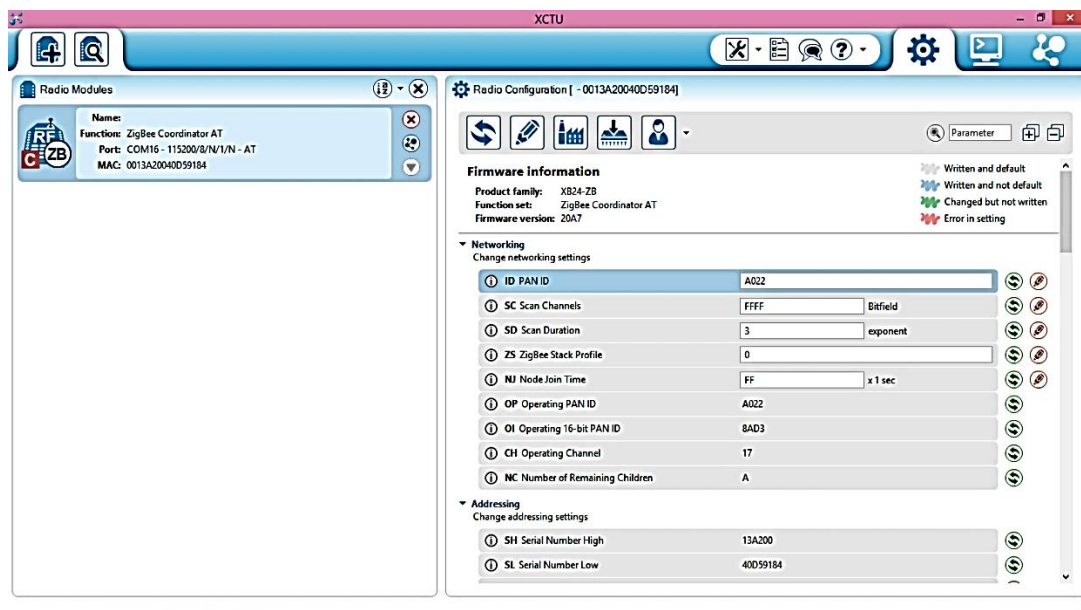 XCTU
Radio Modules
Name:
Function: ZigBee Coordinator AT
Port: COM16 - 115200/8/N/1/N - AT
MAC: 0013A20040D59184
RF
C ZB
Radio Configuration [ - 0013A20040D59184]
Parameter
Firmware information
Product family: XB24-ZB
Function set: ZigBee Coordinator AT
Firmware version: 20A7
Written and default
Written and not default
Changed but not written
Error in setting
Networking
Change networking settings
ID PAN ID A022
SC Scan Channels FFFF Bitfield
SD Scan Duration 3 exponent
ZS ZigBee Stack Profile 0
NJ Node Join Time FF x 1 sec
OP Operating PAN ID A022
OI Operating 16-bit PAN ID 8AD3
CH Operating Channel 17
NC Number of Remaining Children A
Addressing
Change addressing settings
SH Serial Number High 13A200
SL Serial Number Low 40D59184